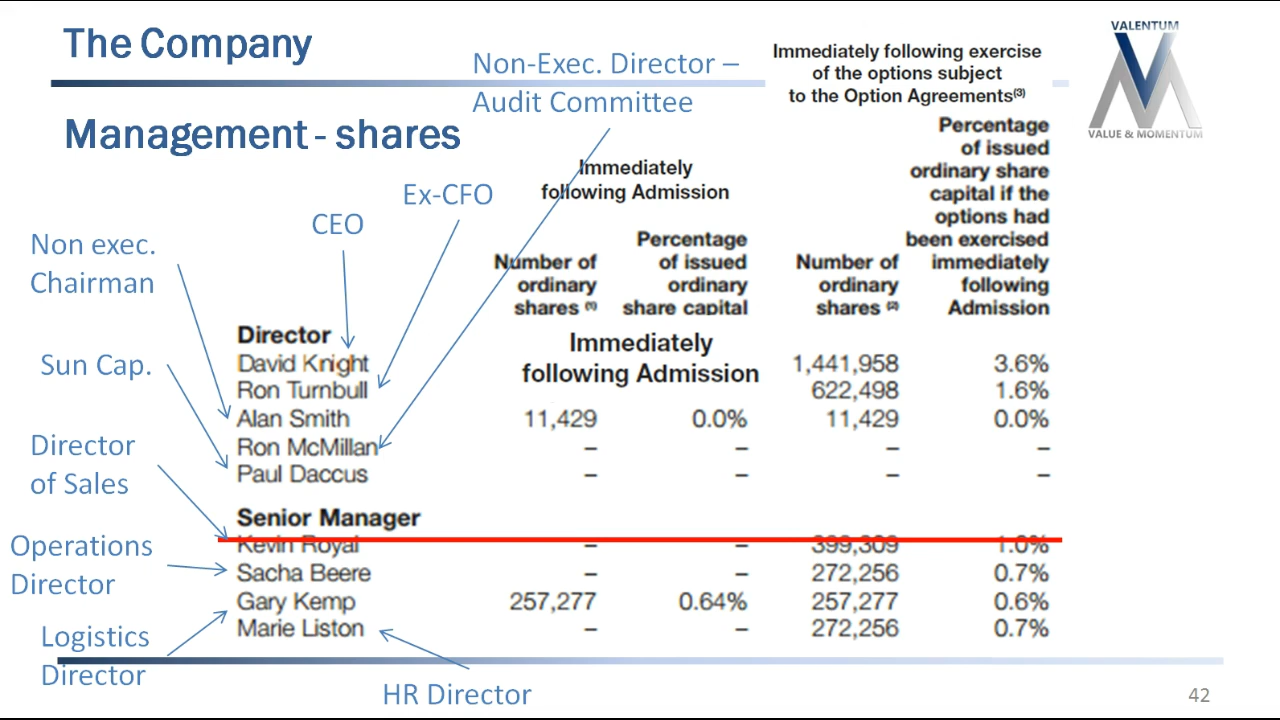 The Company
Management - shares
VALENTUM
VALUE & MOMENTUM
Non-Exec. Director –
Audit Committee
Ex-CFO
CEO
Non exec.
Chairman
Sun Cap.
Director
of Sales
Operations
Director
Logistics
Director
HR Director
Immediately following exercise
of the options subject
to the Option Agreements(3)
Immediately
following Admission
Number of
ordinary
shares (1)
Percentage
of issued
ordinary
share capital
Number of
ordinary
shares (2)
Percentage
of issued
ordinary share
capital if the
options had
been exercised
immediately
following
Admission
Immediately
following Admission
Director
David Knight 1,441,958 3.6%
Ron Turnbull 622,498 1.6%
Alan Smith 11,429 0.0% 11,429 0.0%
Ron McMillan – – – –
Paul Daccus – – – –
Senior Manager
Kevin Royal – – 399,309 1.0%
Sacha Beere – – 272,256 0.7%
Gary Kemp 257,277 0.64% 257,277 0.6%
Marie Liston – – 272,256 0.7%
42